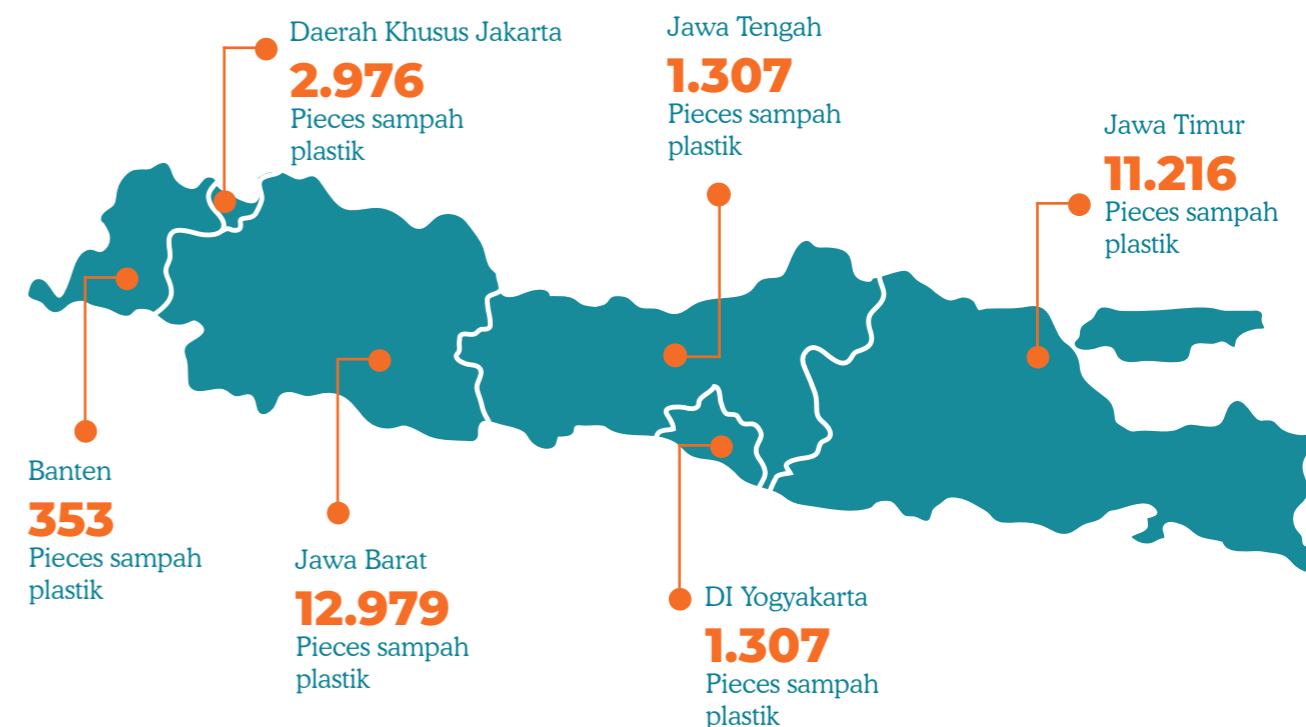 Daerah Khusus Jakarta
2.976
Pieces sampah
plastik
Jawa Tengah
1.307
Pieces sampah
plastik
Jawa Timur
11.216
Pieces sampah
plastik
Banten
353
Pieces sampah
plastik
Jawa Barat
12.979
Pieces sampah
plastik
DI Yogyakarta
1.307
Pieces sampah
plastik